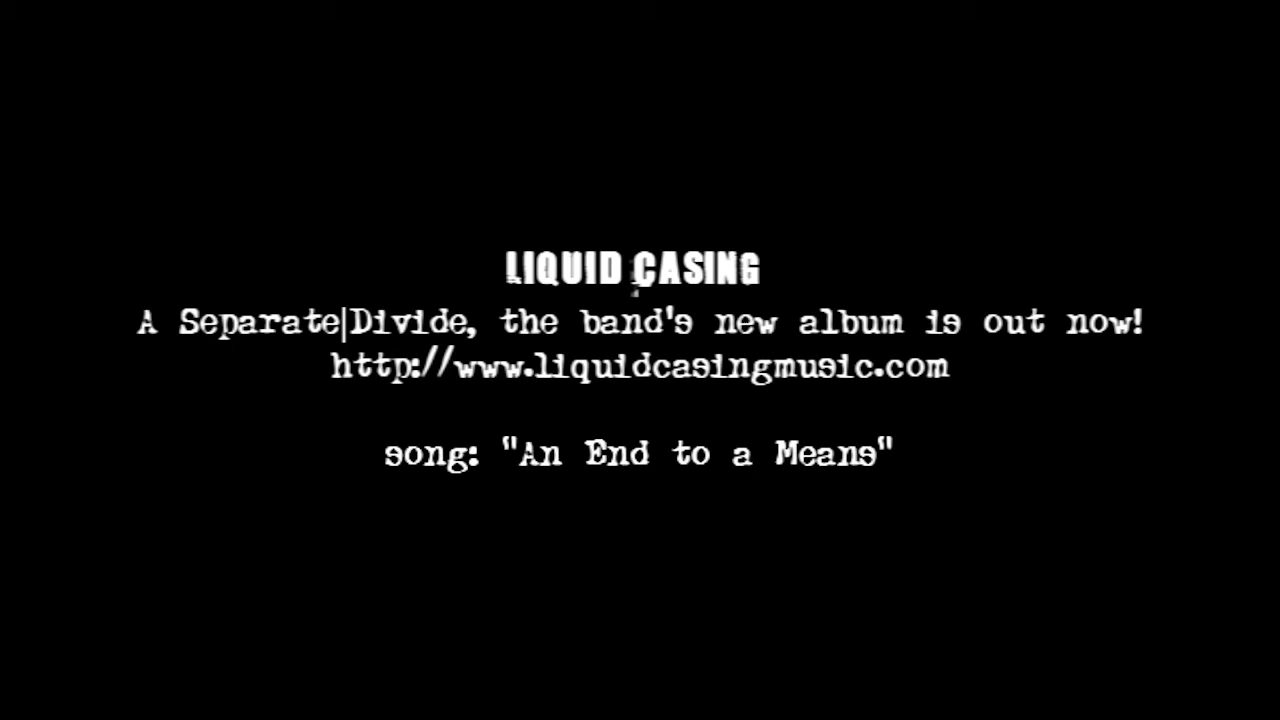 LIQUID CASING
A Separate|Divide, the band's new album is out now!
http://www.liquidcasingmusic.com
song: "An End to a Means"